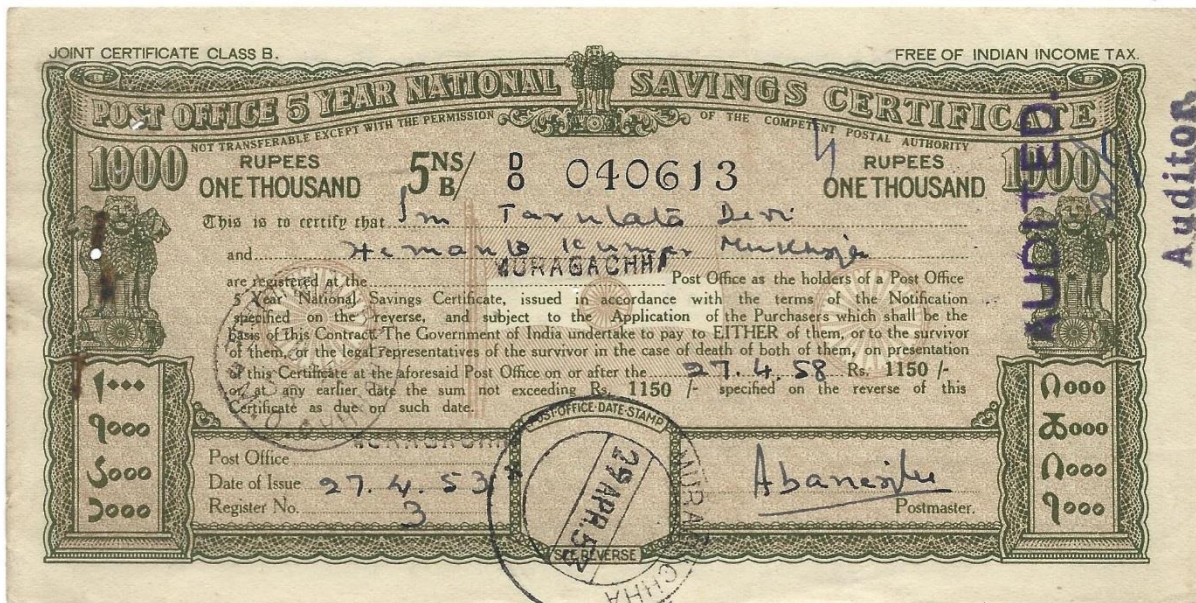 JOINT CERTIFICATE CLASS B.
FREE OF INDIAN INCOME TAX.
POST OFFICE 5 YEAR NATIONAL SAVINGS CERTIFICATE
NOT TRANSFERABLE EXCEPT WITH THE PERMISSION OF THE COMPETENT POSTAL AUTHORITY
1000 RUPEES ONE THOUSAND
5NS/B/ D/8 040613
RUPEES ONE THOUSAND 1000
This is to certify that Sm Tarulata Devi
and Hemanta Kumar Mukherje
are registered at the MURAGACHHA Post Office as the holders of a Post Office
5 Year National Savings Certificate, issued in accordance with the terms of the Notification
specified on the reverse, and subject to the Application of the Purchasers which shall be the
basis of this Contract. The Government of India undertake to pay to EITHER of them, or to the survivor
of them, or the legal representatives of the survivor in the case of death of both of them, on presentation
of this Certificate at the aforesaid Post Office on or after the 27.4.58 Rs. 1150 /-
or at any earlier date the sum not exceeding Rs. 1150 /- specified on the reverse of this
Certificate as due on such date.
Post Office MURAGACHHA
Date of Issue 27.4.53
Register No. 3
POST·OFFICE·DATE·STAMP
SEE REVERSE
MURAGACHHA
29 APR. 53
Abanerjee
Postmaster.
AUDITED.
Auditor